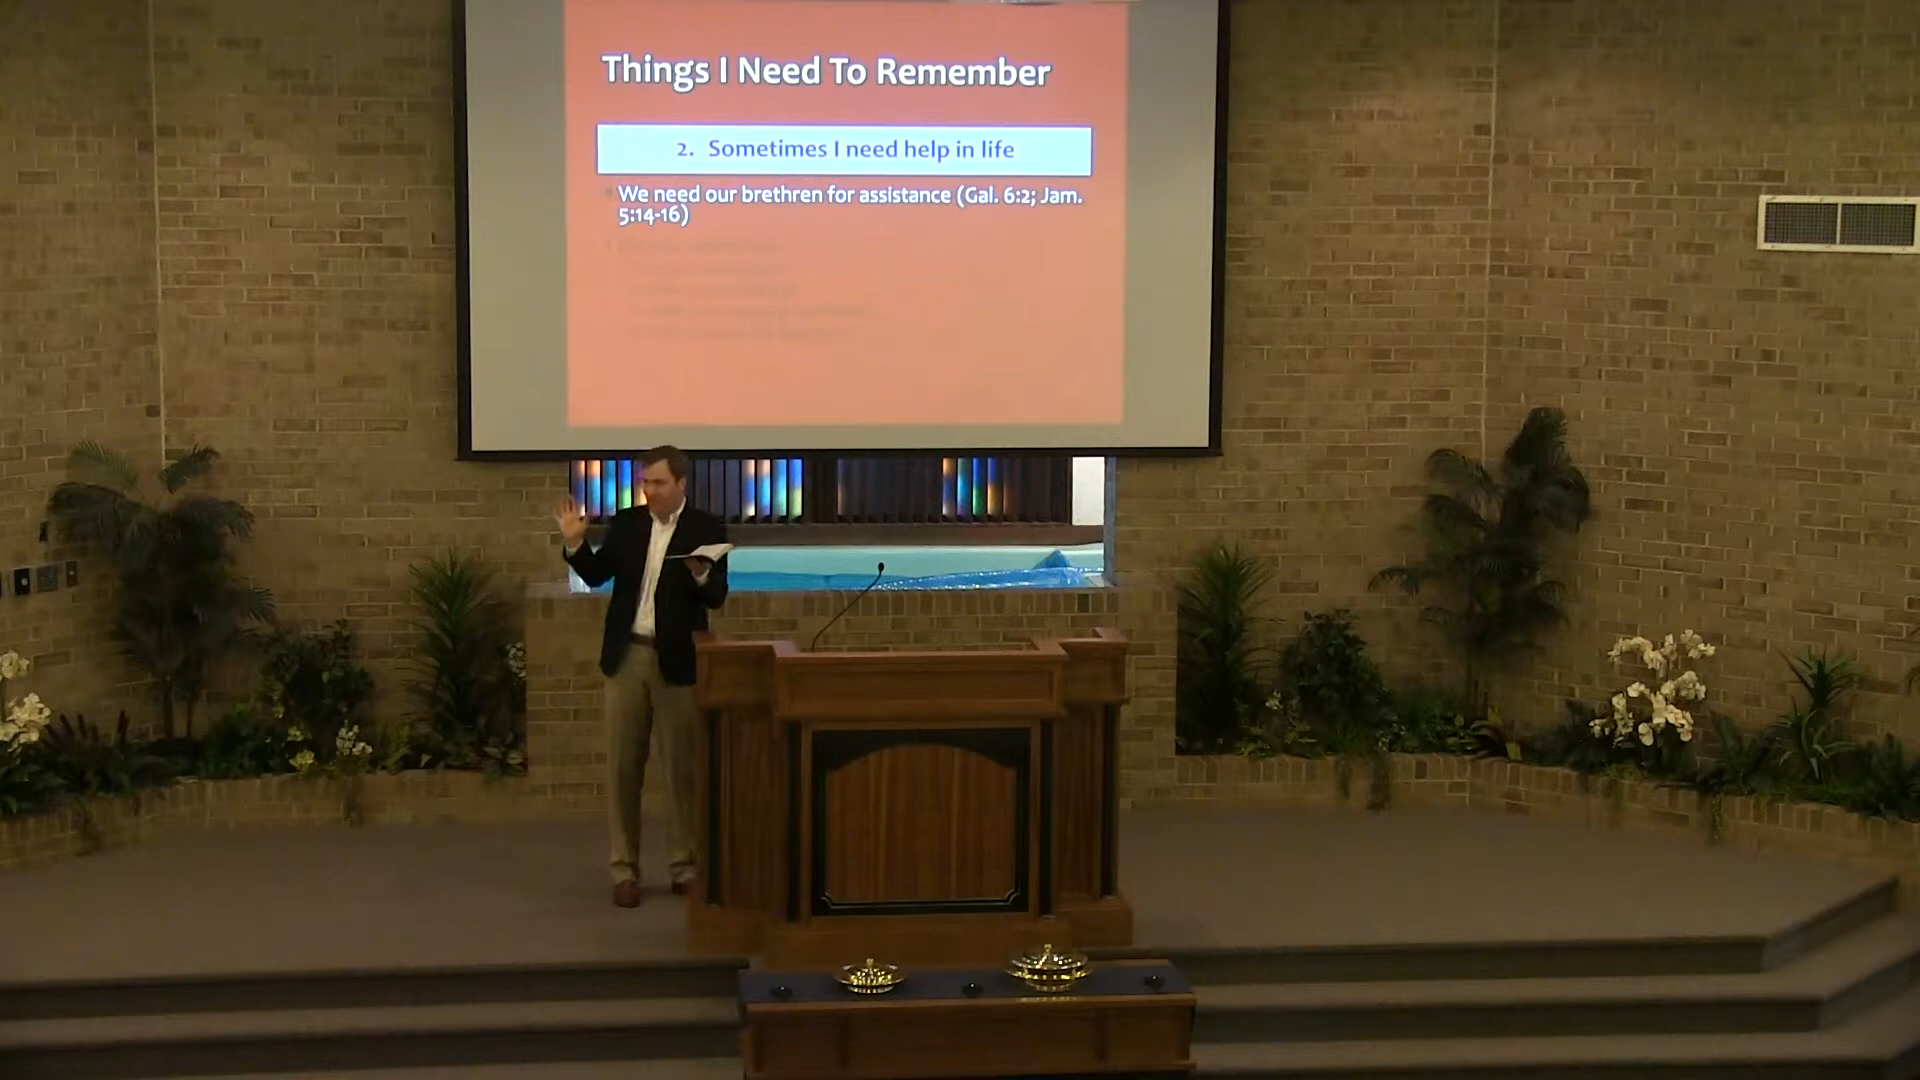 Things I Need To Remember
2. Sometimes I need help in life
We need our brethren for assistance (Gal. 6:2; Jam.
5:14-16)